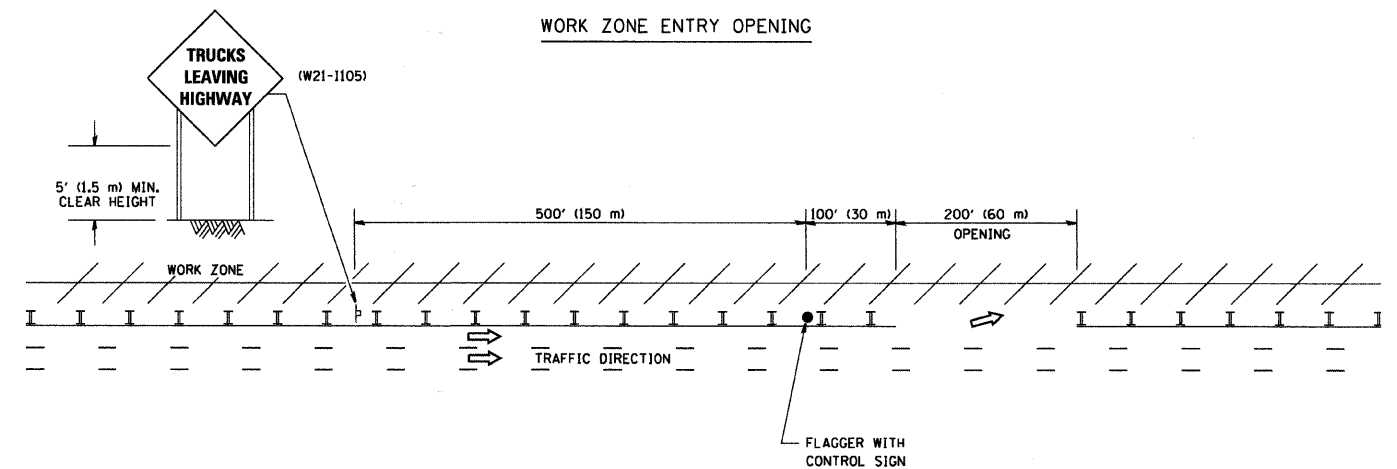 WORK ZONE ENTRY OPENING
TRUCKS
LEAVING
HIGHWAY
(W21-I105)
5' (1.5 m) MIN.
CLEAR HEIGHT
500' (150 m)
100' (30 m)
200' (60 m)
OPENING
WORK ZONE
TRAFFIC DIRECTION
FLAGGER WITH
CONTROL SIGN